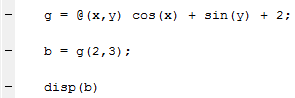 g = @(x,y) cos(x) + sin(y) + 2;
b = g(2,3);
disp(b)